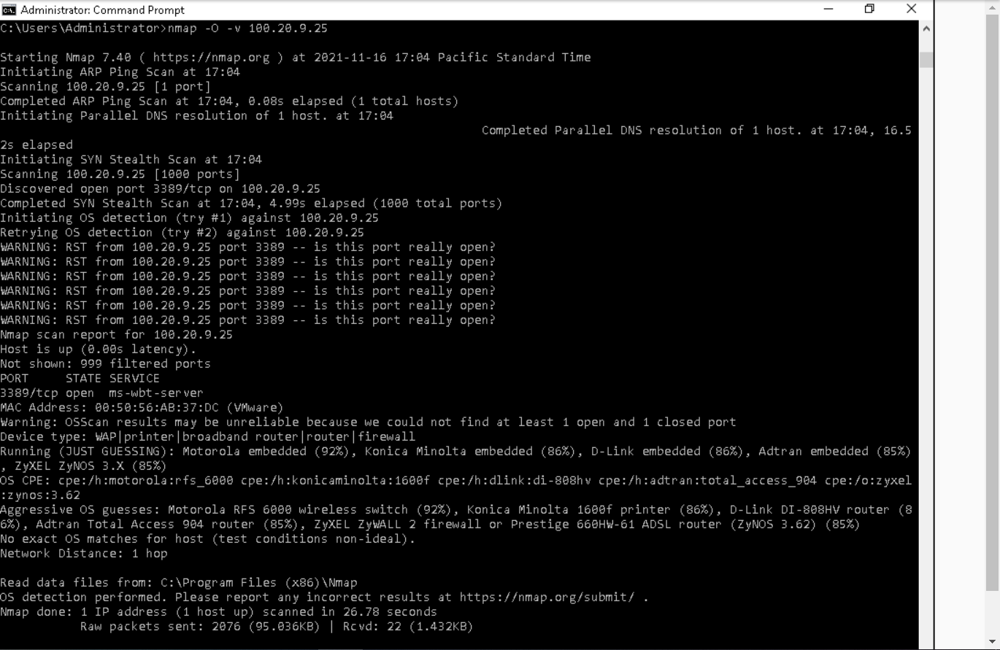 Administrator: Command Prompt
C:\Users\Administrator>nmap -O -v 100.20.9.25
Starting Nmap 7.40 ( https://nmap.org ) at 2021-11-16 17:04 Pacific Standard Time
Initiating ARP Ping Scan at 17:04
Scanning 100.20.9.25 [1 port]
Completed ARP Ping Scan at 17:04, 0.08s elapsed (1 total hosts)
Initiating Parallel DNS resolution of 1 host. at 17:04
Completed Parallel DNS resolution of 1 host. at 17:04, 16.5
2s elapsed
Initiating SYN Stealth Scan at 17:04
Scanning 100.20.9.25 [1000 ports]
Discovered open port 3389/tcp on 100.20.9.25
Completed SYN Stealth Scan at 17:04, 4.99s elapsed (1000 total ports)
Initiating OS detection (try #1) against 100.20.9.25
Retrying OS detection (try #2) against 100.20.9.25
WARNING: RST from 100.20.9.25 port 3389 -- is this port really open?
WARNING: RST from 100.20.9.25 port 3389 -- is this port really open?
WARNING: RST from 100.20.9.25 port 3389 -- is this port really open?
WARNING: RST from 100.20.9.25 port 3389 -- is this port really open?
WARNING: RST from 100.20.9.25 port 3389 -- is this port really open?
WARNING: RST from 100.20.9.25 port 3389 -- is this port really open?
Nmap scan report for 100.20.9.25
Host is up (0.00s latency).
Not shown: 999 filtered ports
PORT     STATE SERVICE
3389/tcp open  ms-wbt-server
MAC Address: 00:50:56:AB:37:DC (VMware)
Warning: OSScan results may be unreliable because we could not find at least 1 open and 1 closed port
Device type: WAP|printer|broadband router|router|firewall
Running (JUST GUESSING): Motorola embedded (92%), Konica Minolta embedded (86%), D-Link embedded (86%), Adtran embedded (85%)
, ZyXEL ZyNOS 3.X (85%)
OS CPE: cpe:/h:motorola:rfs_6000 cpe:/h:konicaminolta:1600f cpe:/h:dlink:di-808hv cpe:/h:adtran:total_access_904 cpe:/o:zyxel
:zynos:3.62
Aggressive OS guesses: Motorola RFS 6000 wireless switch (92%), Konica Minolta 1600f printer (86%), D-Link DI-808HV router (8
6%), Adtran Total Access 904 router (85%), ZyXEL ZyWALL 2 firewall or Prestige 660HW-61 ADSL router (ZyNOS 3.62) (85%)
No exact OS matches for host (test conditions non-ideal).
Network Distance: 1 hop
Read data files from: C:\Program Files (x86)\Nmap
OS detection performed. Please report any incorrect results at https://nmap.org/submit/ .
Nmap done: 1 IP address (1 host up) scanned in 26.78 seconds
Raw packets sent: 2076 (95.036KB) | Rcvd: 22 (1.432KB)